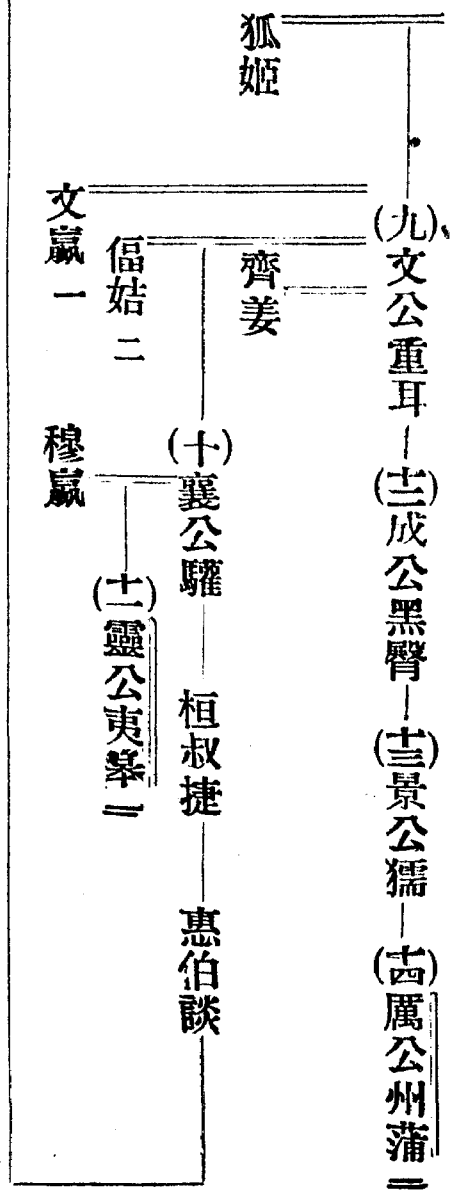 狐姬
(九)文公重耳
(十二)成公黑臀
(十三)景公獳
(十四)厲公州蒲
齊姜
偪姞 二
文嬴 一
(十)襄公驩
桓叔捷
惠伯談
穆嬴
(十一)靈公夷皋